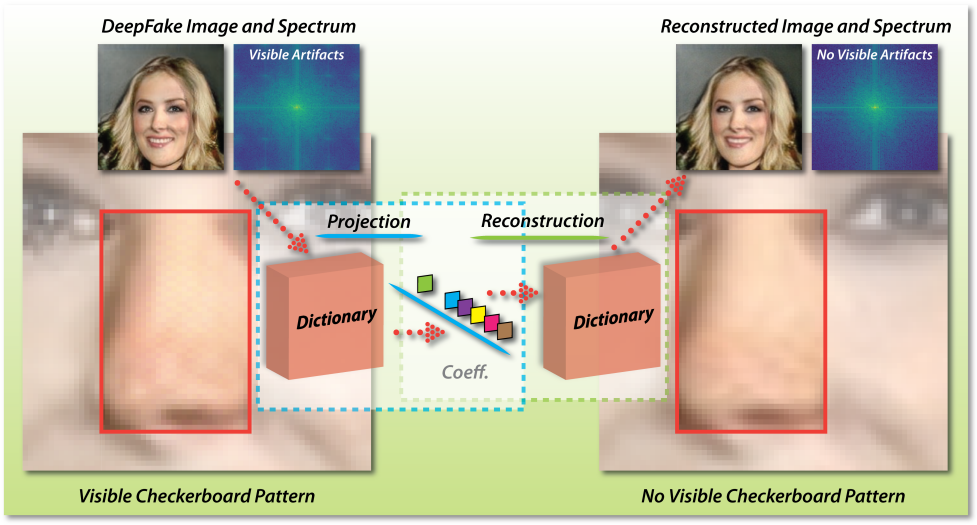 DeepFake Image and Spectrum
Visible Artifacts
Reconstructed Image and Spectrum
No Visible Artifacts
Projection
Reconstruction
Dictionary
Coeff.
Dictionary
Visible Checkerboard Pattern
No Visible Checkerboard Pattern